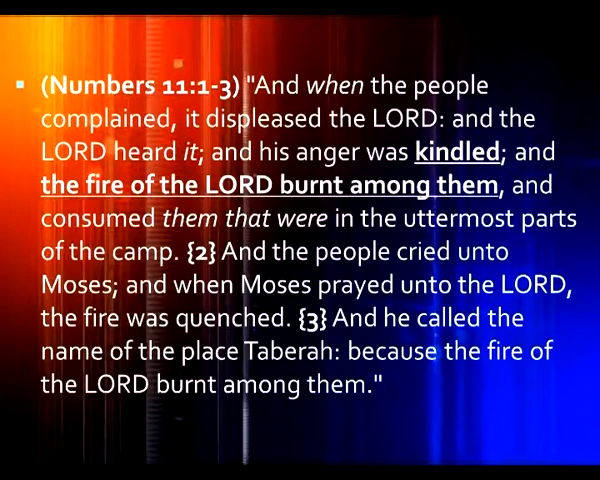 ▪ (Numbers 11:1-3) "And when the people
complained, it displeased the LORD: and the
LORD heard it; and his anger was kindled; and
the fire of the LORD burnt among them, and
consumed them that were in the uttermost parts
of the camp. {2} And the people cried unto
Moses; and when Moses prayed unto the LORD,
the fire was quenched. {3} And he called the
name of the place Taberah: because the fire of
the LORD burnt among them."